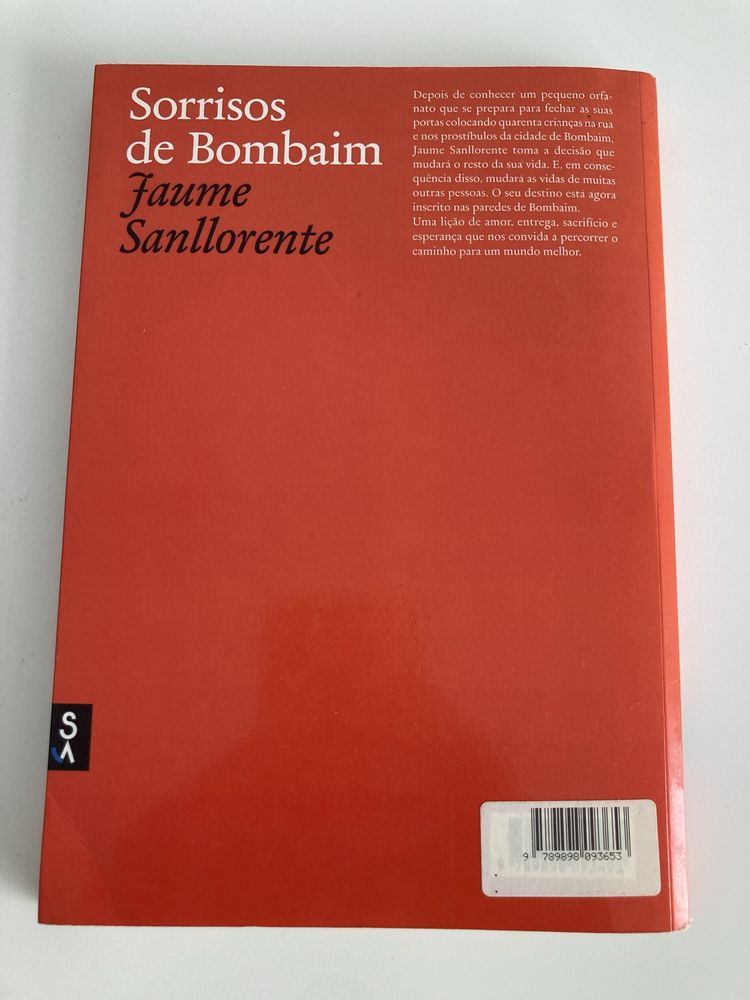 Sorrisos
de Bombaim
Jaume
Sanllorente
Depois de conhecer um pequeno orfa-
nato que se prepara para fechar as suas
portas colocando quarenta crianças na rua
e nos prostíbulos da cidade de Bombaim,
Jaume Sanllorente toma a decisão que
mudará o resto da sua vida. E, em conse-
quência disso, mudará as vidas de muitas
outras pessoas. O seu destino está agora
inscrito nas paredes de Bombaim.
Uma lição de amor, entrega, sacrifício e
esperança que nos convida a percorrer o
caminho para um mundo melhor.
S
9 789898 093653